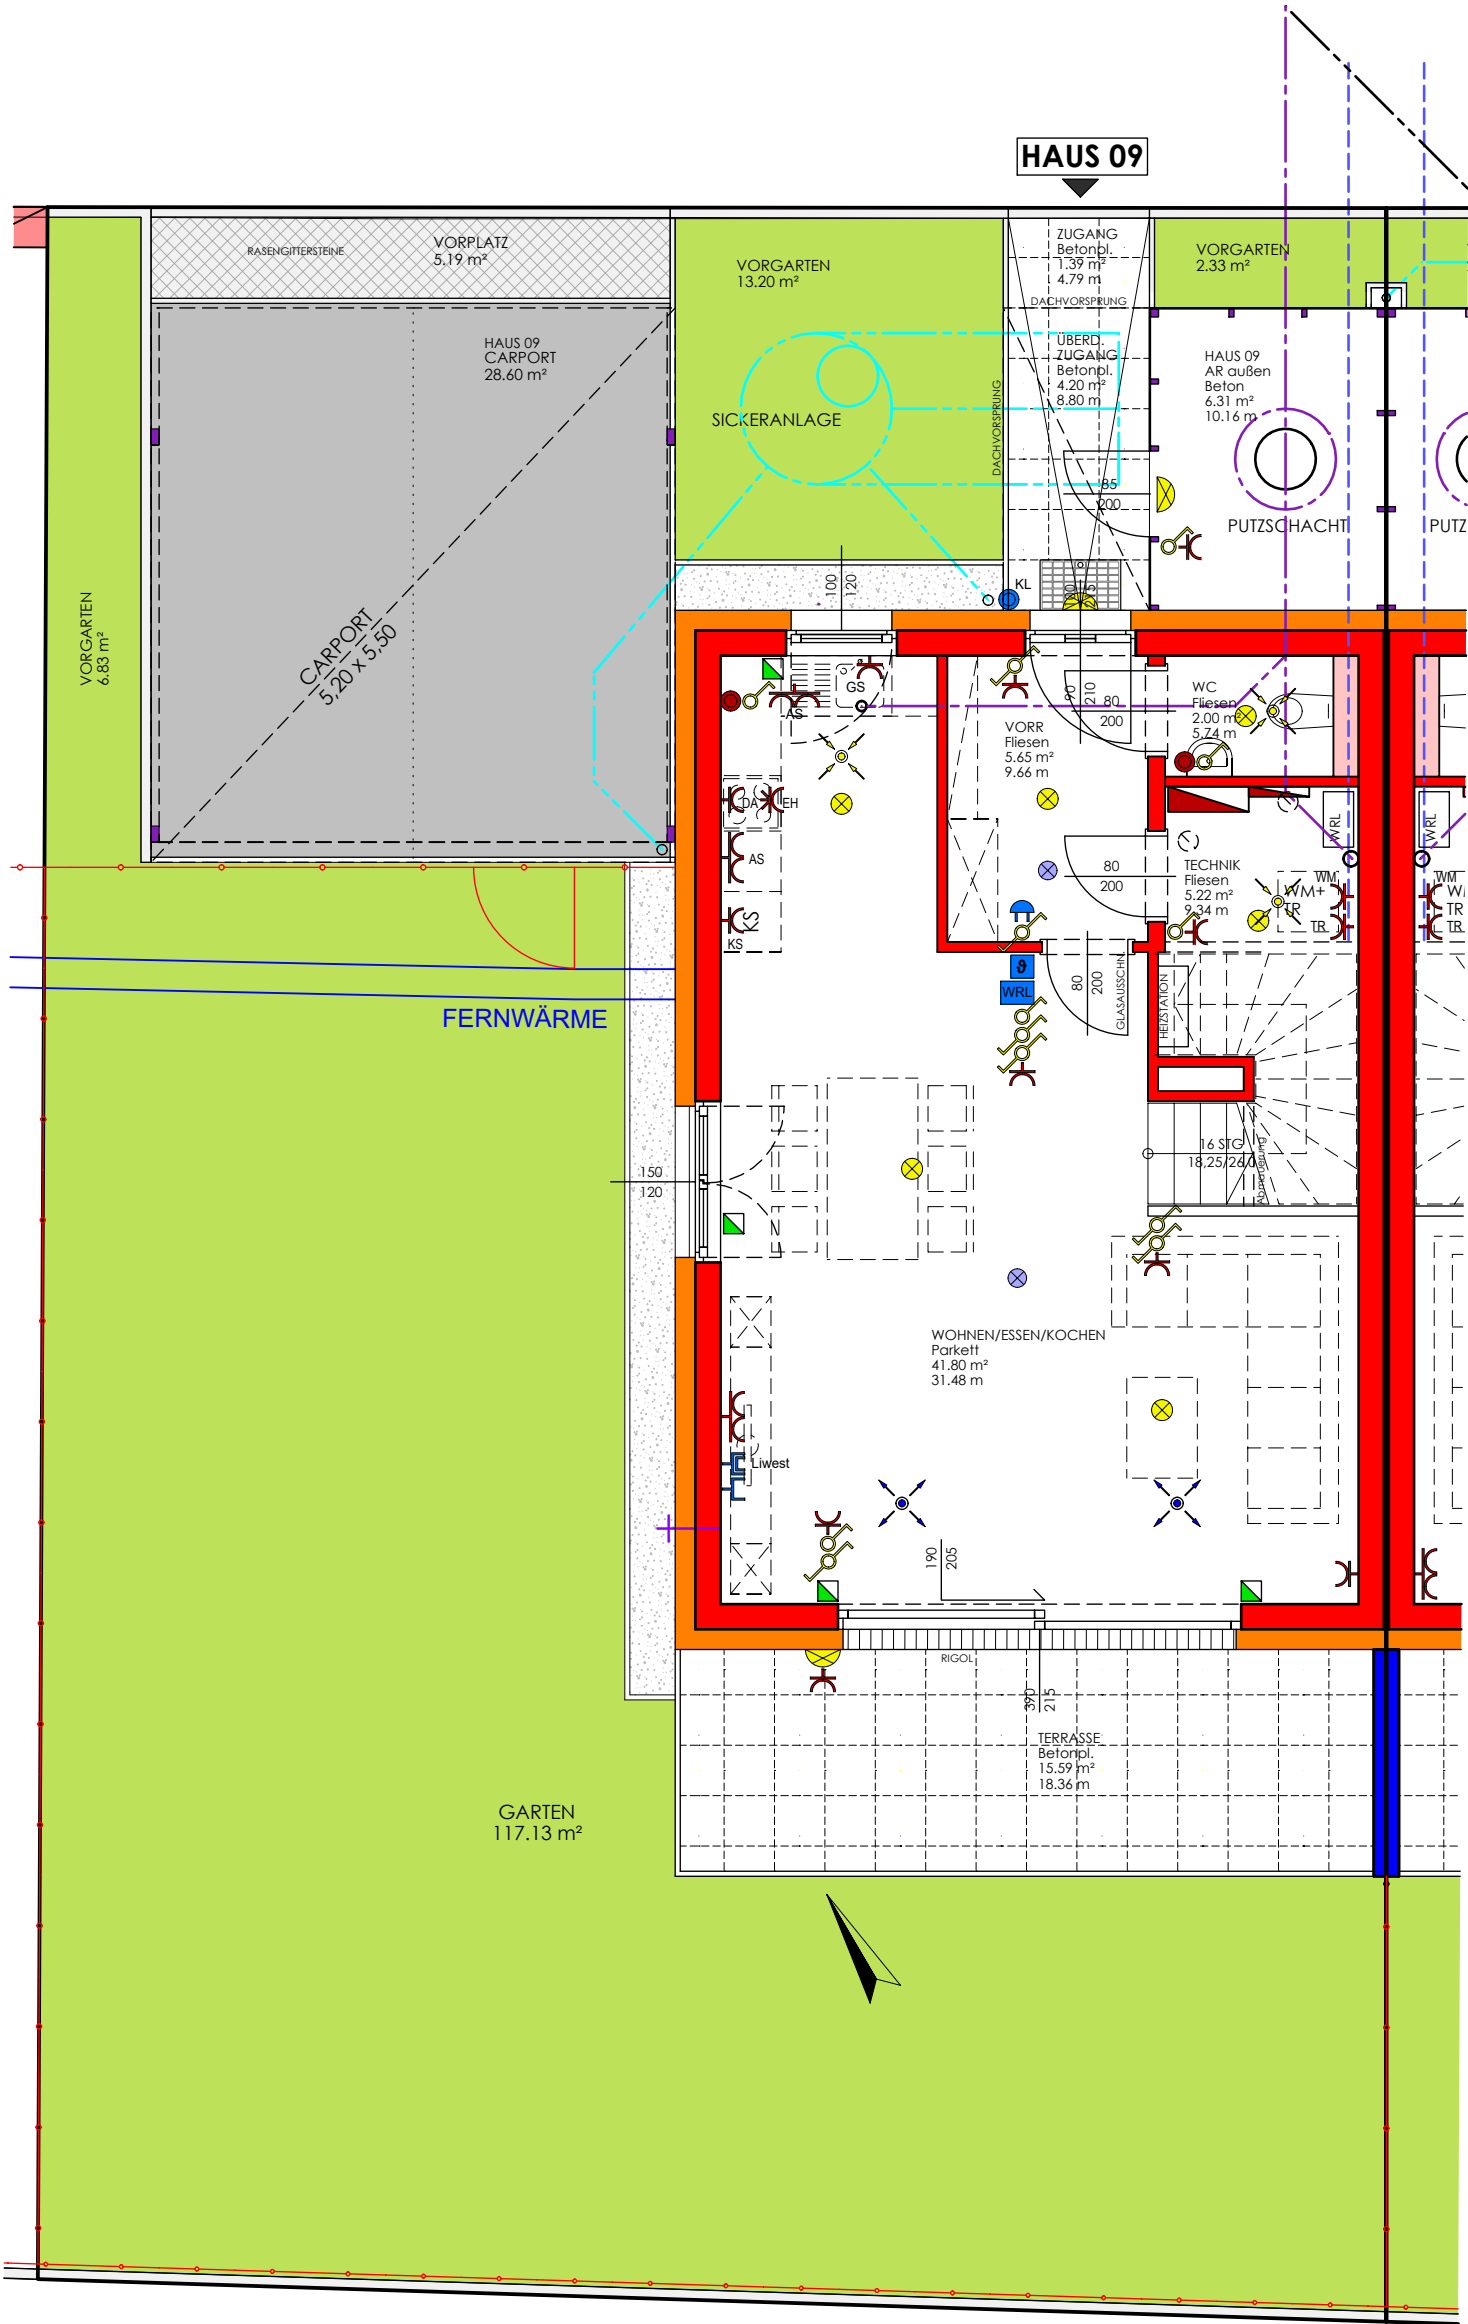 HAUS 09
RASENGITTERSTEINE
VORPLATZ
5.19 m²
VORGARTEN
13.20 m²
ZUGANG
Betonpl.
1.39 m²
4.79 m
DACHVORSPRUNG
VORGARTEN
2.33 m²
HAUS 09
CARPORT
28.60 m²
ÜBERD.
ZUGANG
Betonpl.
4.20 m²
8.80 m
DACHVORSPRUNG
HAUS 09
AR außen
Beton
6.31 m²
10.16 m
SICKERANLAGE
85
200
PUTZSCHACHT
PUTZ
VORGARTEN
6.83 m²
CARPORT
5,20 x 5,50
100
120
KL
GS
AS
90
210
80
200
WC
Fliesen
2.00 m²
5.74 m
VORR
Fliesen
5.65 m²
9.66 m
DA
EH
AS
KS
KS
WRL
WRL
80
200
TECHNIK
Fliesen
5.22 m²
9.34 m
WM
WM+
TR
TR
WM
TR
TR
FERNWÄRME
ϑ
WRL
80
200
GLASAUSSCHN.
HEIZSTATION
16 STG
18,25/26,0
Abmauerung
150
120
WOHNEN/ESSEN/KOCHEN
Parkett
41.80 m²
31.48 m
Liwest
190
205
RIGOL
390
215
TERRASSE
Betonpl.
15.59 m²
18.36 m
GARTEN
117.13 m²